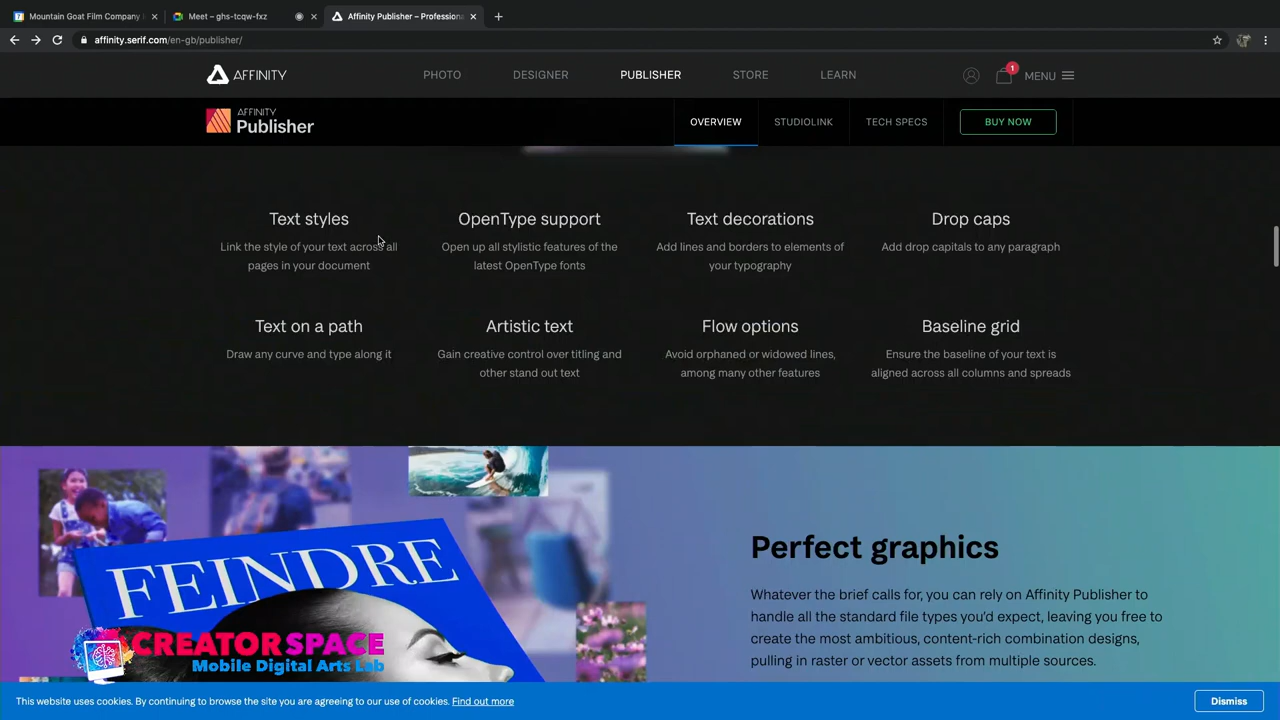 Mountain Goat Film Company
Meet – ghs-tcqw-fxz
Affinity Publisher – Professiona
affinity.serif.com/en-gb/publisher/
AFFINITY
PHOTO
DESIGNER
PUBLISHER
STORE
LEARN
1
MENU
AFFINITY
Publisher
OVERVIEW
STUDIOLINK
TECH SPECS
BUY NOW
Text styles
Link the style of your text across all
pages in your document
OpenType support
Open up all stylistic features of the
latest OpenType fonts
Text decorations
Add lines and borders to elements of
your typography
Drop caps
Add drop capitals to any paragraph
Text on a path
Draw any curve and type along it
Artistic text
Gain creative control over titling and
other stand out text
Flow options
Avoid orphaned or widowed lines,
among many other features
Baseline grid
Ensure the baseline of your text is
aligned across all columns and spreads
FEINDRE
Perfect graphics
Whatever the brief calls for, you can rely on Affinity Publisher to
handle all the standard file types you'd expect, leaving you free to
create the most ambitious, content-rich combination designs,
pulling in raster or vector assets from multiple sources.
CREATORSPACE
Mobile Digital Arts Lab
This website uses cookies. By continuing to browse the site you are agreeing to our use of cookies. Find out more
Dismiss